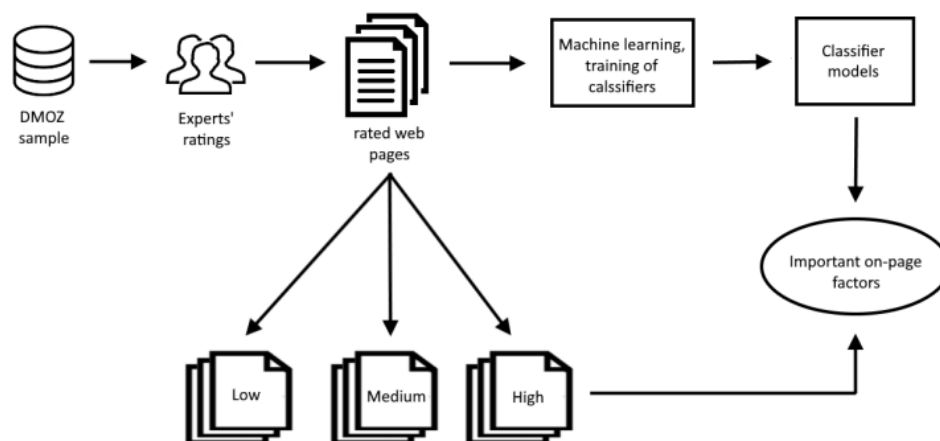 DMOZ
sample
Experts'
ratings
rated web
pages
Machine learning,
training of
calssifiers
Classifier
models
Important on-page
factors
Low
Medium
High